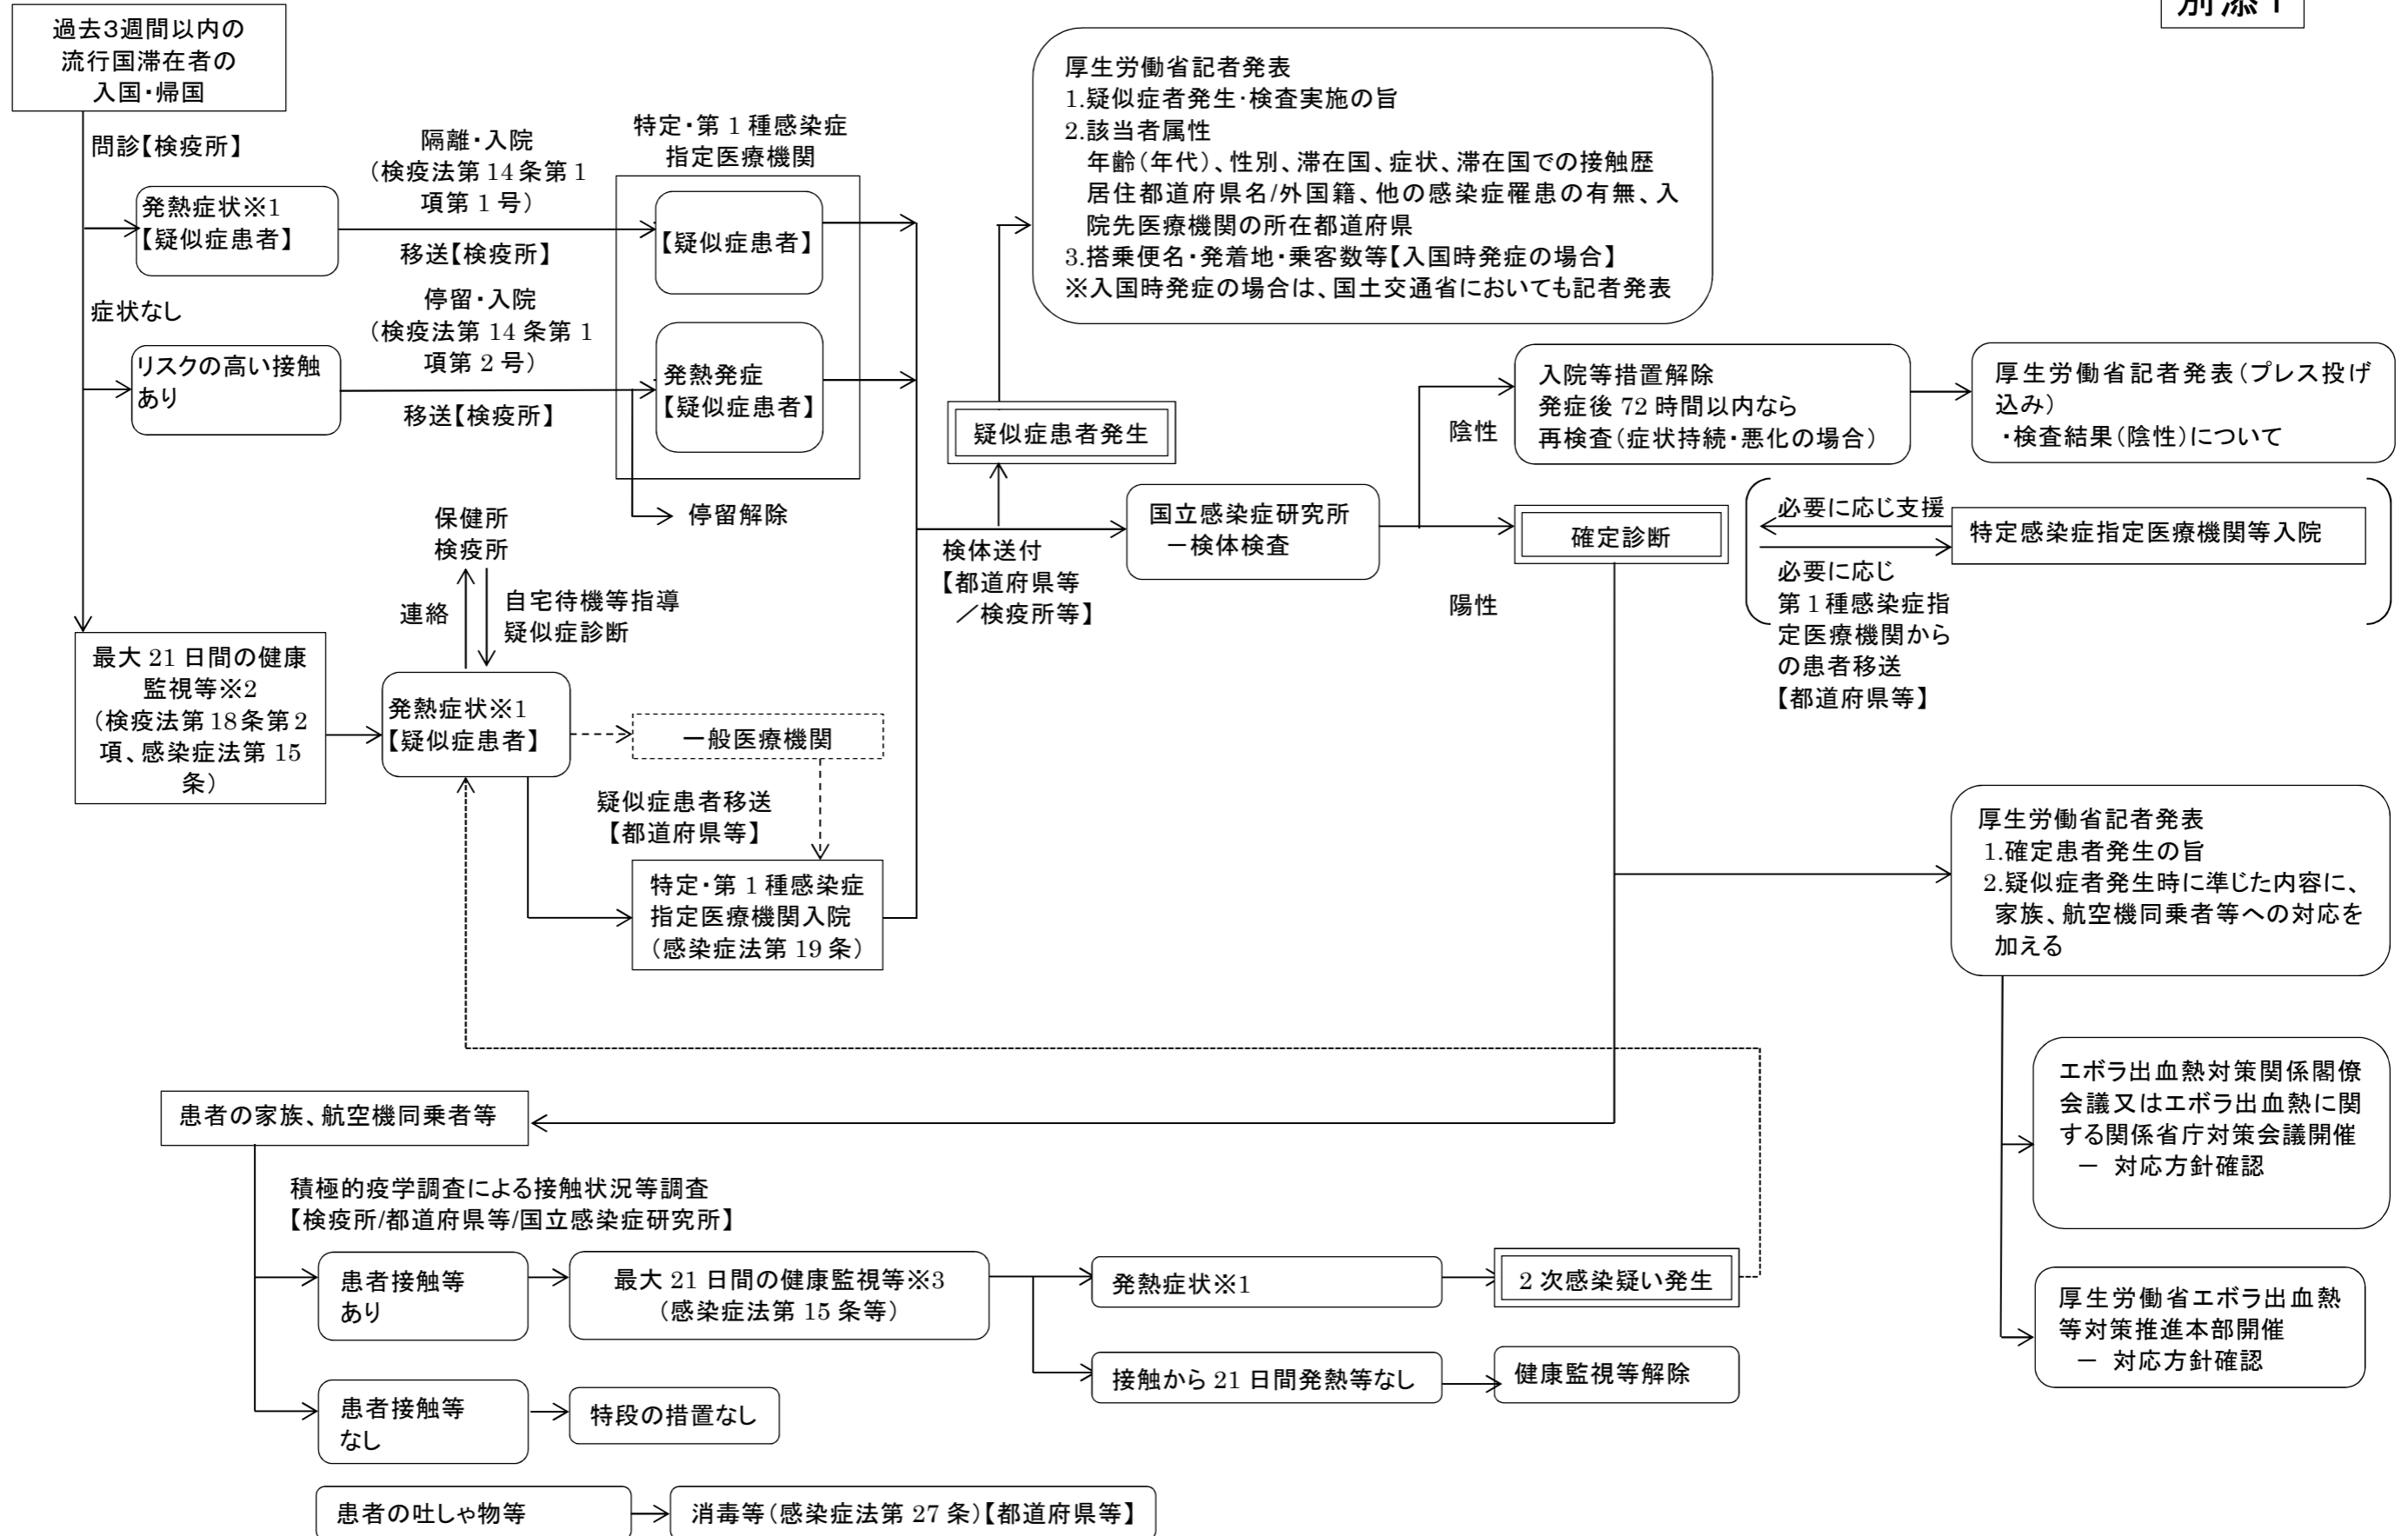 別添1
過去3週間以内の
流行国滞在者の
入国・帰国
問診【検疫所】
発熱症状※1
【疑似症患者】
隔離・入院
（検疫法第 14 条第 1
項第 1 号）
移送【検疫所】
特定・第 1 種感染症
指定医療機関
【疑似症患者】
症状なし
リスクの高い接触
あり
停留・入院
（検疫法第 14 条第 1
項第 2 号）
移送【検疫所】
発熱発症
【疑似症患者】
停留解除
厚生労働省記者発表
1.疑似症者発生・検査実施の旨
2.該当者属性
年齢（年代）、性別、滞在国、症状、滞在国での接触歴
居住都道府県名/外国籍、他の感染症罹患の有無、入
院先医療機関の所在都道府県
3.搭乗便名・発着地・乗客数等【入国時発症の場合】
※入国時発症の場合は、国土交通省においても記者発表
疑似症患者発生
検体送付
【都道府県等
／検疫所等】
国立感染症研究所
－検体検査
陰性
入院等措置解除
発症後 72 時間以内なら
再検査（症状持続・悪化の場合）
厚生労働省記者発表（プレス投げ
込み）
・検査結果（陰性）について
陽性
確定診断
必要に応じ支援
特定感染症指定医療機関等入院
必要に応じ
第 1 種感染症指
定医療機関から
の患者移送
【都道府県等】
最大 21 日間の健康
監視等※2
（検疫法第 18 条第 2
項、感染症法第 15
条）
保健所
検疫所
連絡
自宅待機等指導
疑似症診断
発熱症状※1
【疑似症患者】
一般医療機関
疑似症患者移送
【都道府県等】
特定・第 1 種感染症
指定医療機関入院
（感染症法第 19 条）
厚生労働省記者発表
1.確定患者発生の旨
2.疑似症者発生時に準じた内容に、
家族、航空機同乗者等への対応を
加える
エボラ出血熱対策関係閣僚
会議又はエボラ出血熱に関
する関係省庁対策会議開催
－ 対応方針確認
厚生労働省エボラ出血熱
等対策推進本部開催
－ 対応方針確認
患者の家族、航空機同乗者等
積極的疫学調査による接触状況等調査
【検疫所/都道府県等/国立感染症研究所】
患者接触等
あり
最大 21 日間の健康監視等※3
（感染症法第 15 条等）
発熱症状※1
2 次感染疑い発生
接触から 21 日間発熱等なし
健康監視等解除
患者接触等
なし
特段の措置なし
患者の吐しゃ物等
消毒等（感染症法第 27 条）【都道府県等】